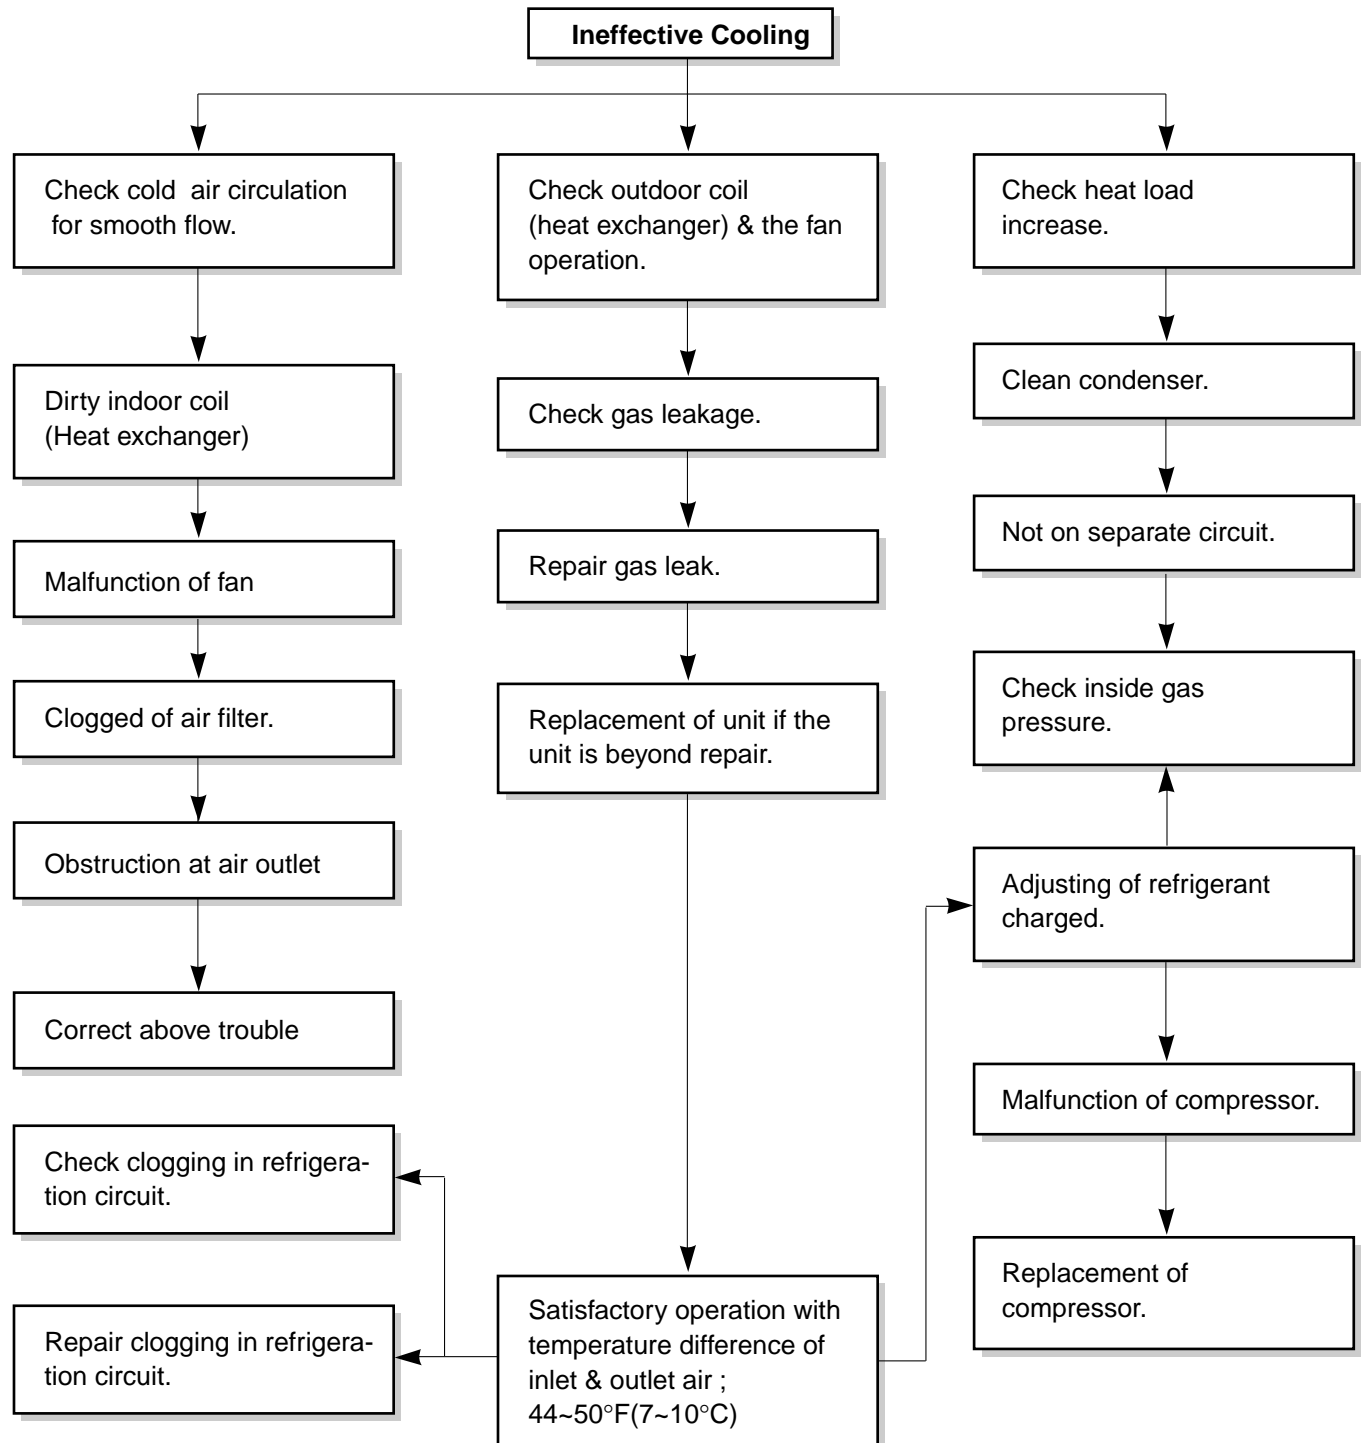 Ineffective Cooling
Check cold air circulation
for smooth flow.
Dirty indoor coil
(Heat exchanger)
Malfunction of fan
Clogged of air filter.
Obstruction at air outlet
Correct above trouble
Check clogging in refrigera-
tion circuit.
Repair clogging in refrigera-
tion circuit.
Check outdoor coil
(heat exchanger) & the fan
operation.
Check gas leakage.
Repair gas leak.
Replacement of unit if the
unit is beyond repair.
Satisfactory operation with
temperature difference of
inlet & outlet air ;
44~50°F(7~10°C)
Check heat load
increase.
Clean condenser.
Not on separate circuit.
Check inside gas
pressure.
Adjusting of refrigerant
charged.
Malfunction of compressor.
Replacement of
compressor.